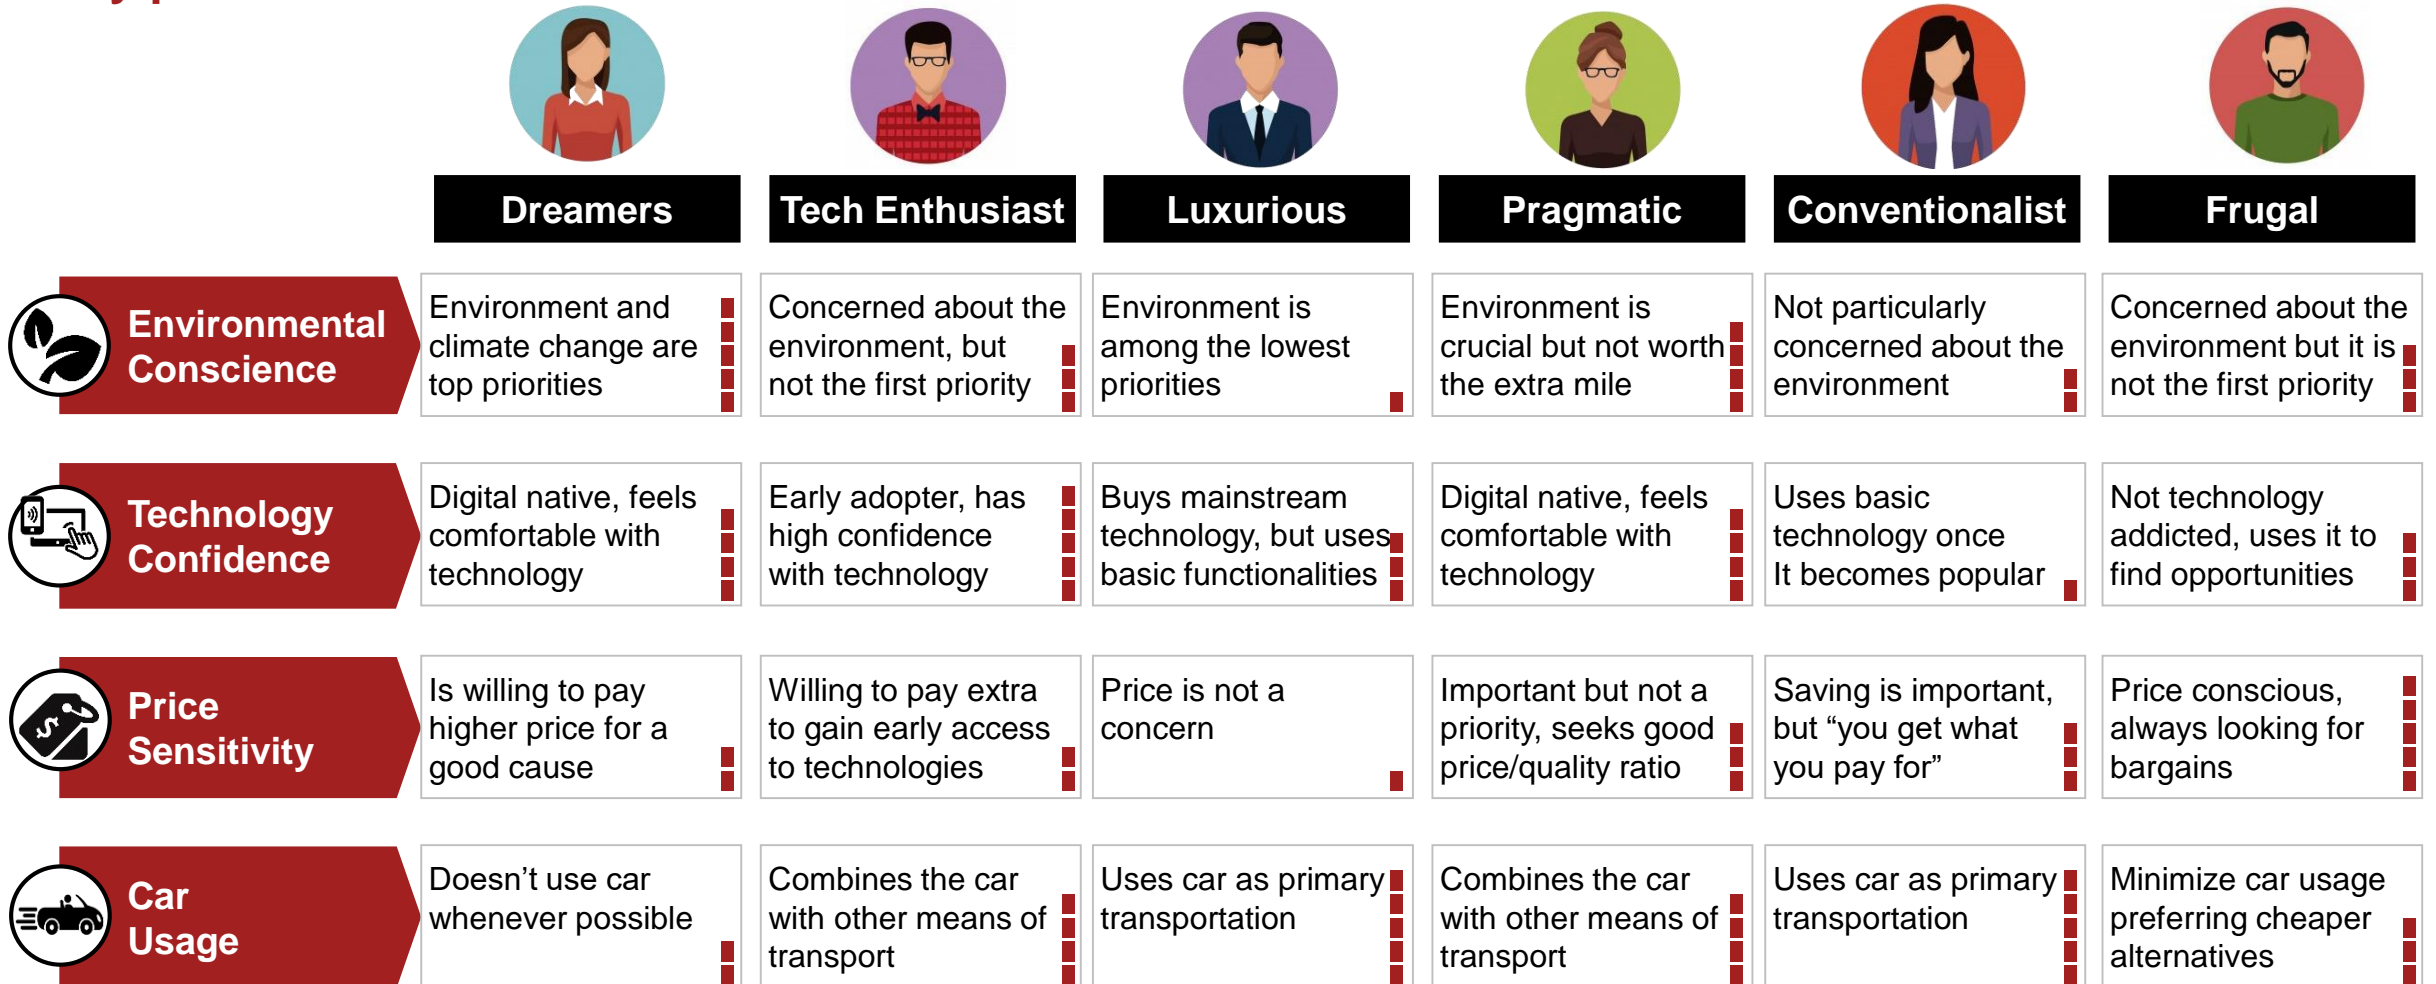 Dreamers
Tech Enthusiast
Luxurious
Pragmatic
Conventionalist
Frugal
Environmental
Conscience
Environment and
climate change are
top priorities
Concerned about the
environment, but
not the first priority
Environment is
among the lowest
priorities
Environment is
crucial but not worth
the extra mile
Not particularly
concerned about the
environment
Concerned about the
environment but it is
not the first priority
Technology
Confidence
Digital native, feels
comfortable with
technology
Early adopter, has
high confidence
with technology
Buys mainstream
technology, but uses
basic functionalities
Digital native, feels
comfortable with
technology
Uses basic
technology once
It becomes popular
Not technology
addicted, uses it to
find opportunities
$
Price
Sensitivity
Is willing to pay
higher price for a
good cause
Willing to pay extra
to gain early access
to technologies
Price is not a
concern
Important but not a
priority, seeks good
price/quality ratio
Saving is important,
but “you get what
you pay for”
Price conscious,
always looking for
bargains
Car
Usage
Doesn’t use car
whenever possible
Combines the car
with other means of
transport
Uses car as primary
transportation
Combines the car
with other means of
transport
Uses car as primary
transportation
Minimize car usage
preferring cheaper
alternatives